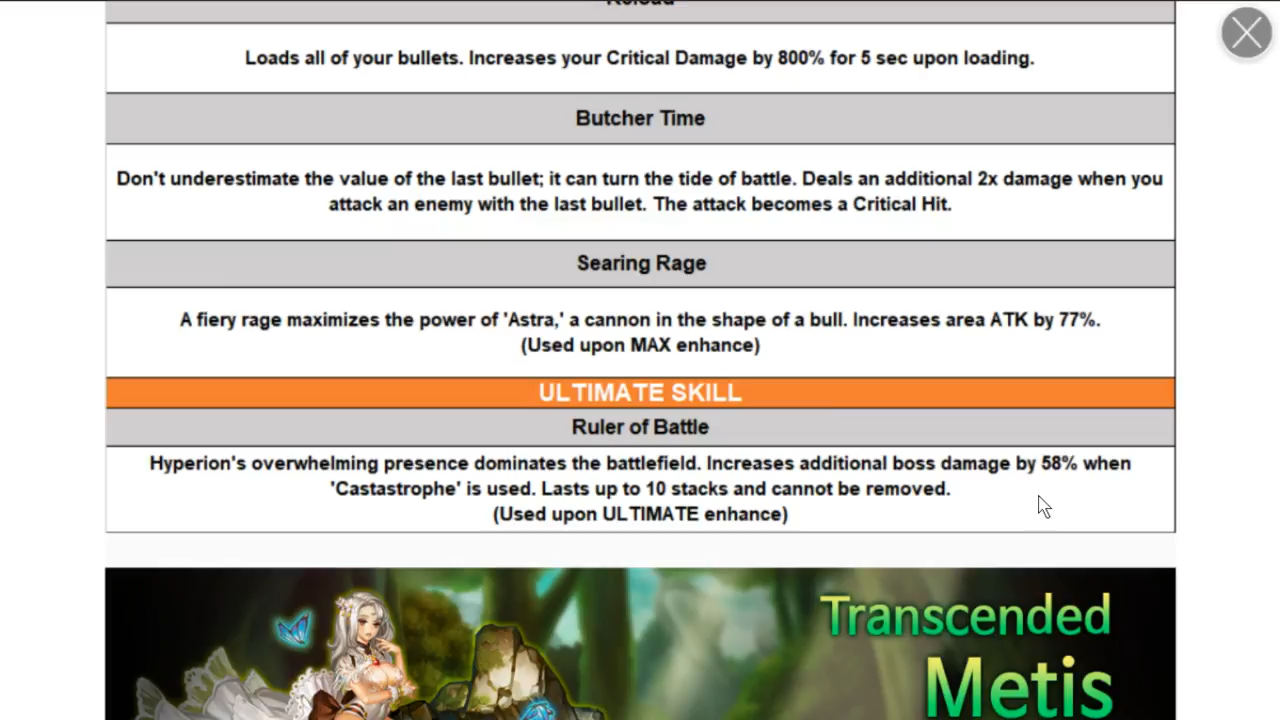 Reload
Loads all of your bullets. Increases your Critical Damage by 800% for 5 sec upon loading.
Butcher Time
Don't underestimate the value of the last bullet; it can turn the tide of battle. Deals an additional 2x damage when you
attack an enemy with the last bullet. The attack becomes a Critical Hit.
Searing Rage
A fiery rage maximizes the power of 'Astra,' a cannon in the shape of a bull. Increases area ATK by 77%.
(Used upon MAX enhance)
ULTIMATE SKILL
Ruler of Battle
Hyperion's overwhelming presence dominates the battlefield. Increases additional boss damage by 58% when
'Castastrophe' is used. Lasts up to 10 stacks and cannot be removed.
(Used upon ULTIMATE enhance)
Transcended
Metis